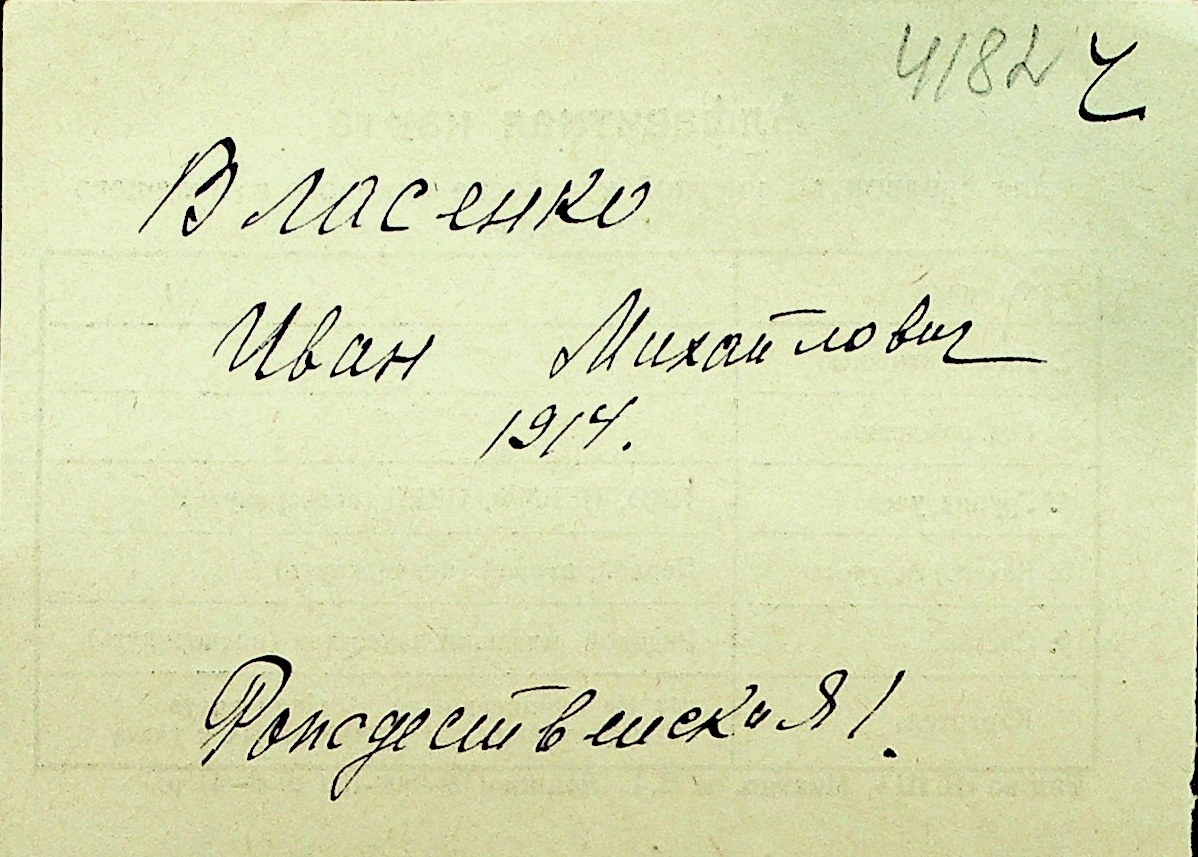 4182 У
Власенко
Иван Михайлович
1914.
Рождественская 1.